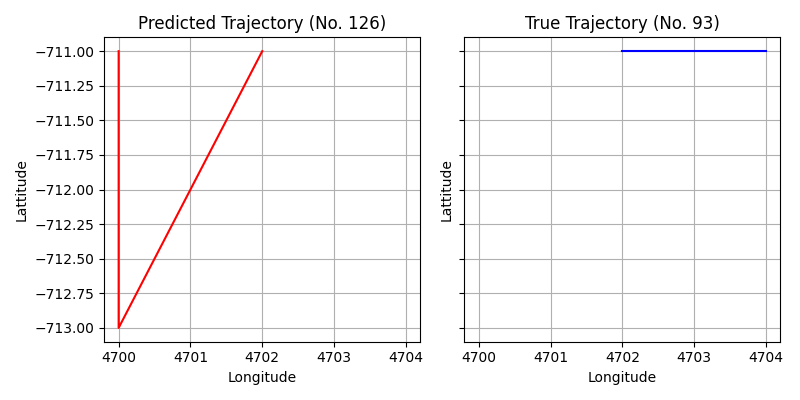 Predicted Trajectory (No. 126)
−711.00
−711.25
−711.50
−711.75
−712.00
−712.25
−712.50
−712.75
−713.00
Lattitude
4700 4701 4702 4703 4704
Longitude
True Trajectory (No. 93)
Lattitude
4700 4701 4702 4703 4704
Longitude